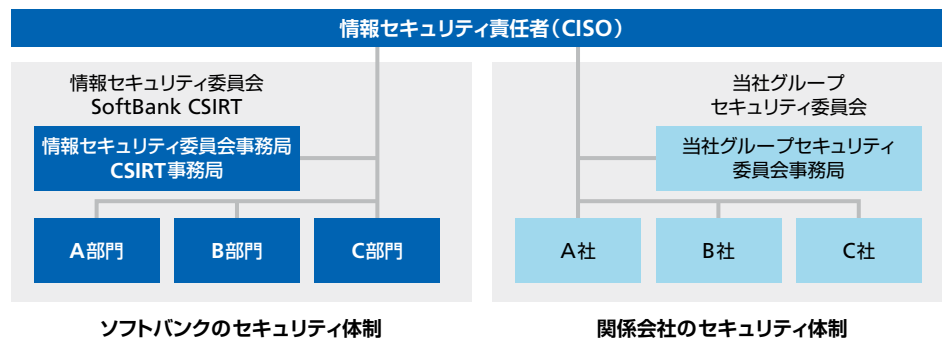 情報セキュリティ責任者（CISO）
情報セキュリティ委員会
SoftBank CSIRT
情報セキュリティ委員会事務局
CSIRT事務局
A部門
B部門
C部門
ソフトバンクのセキュリティ体制
当社グループ
セキュリティ委員会
当社グループセキュリティ
委員会事務局
A社
B社
C社
関係会社のセキュリティ体制